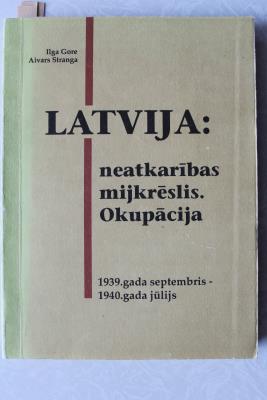 Ilga Gore
Aivars Stranga
LATVIJA:
neatkarības
mijkrēslis.
Okupācija
1939.gada septembris -
1940.gada jūlijs